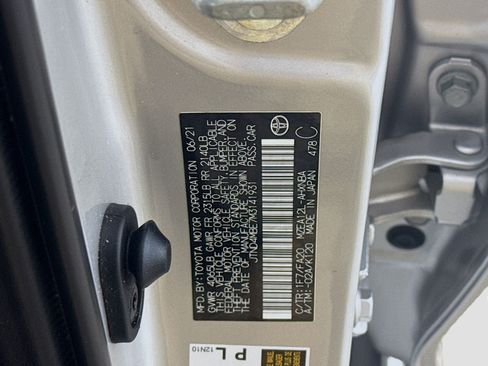 MFD. BY: TOYOTA MOTOR CORPORATION 06/21
GVWR 4045LB GAWR FR 2315LB RR 2140LB
THIS VEHICLE CONFORMS TO ALL APPLICABLE
FEDERAL MOTOR VEHICLE SAFETY, BUMPER, AND
THEFT PREVENTION STANDARDS IN EFFECT ON
THE DATE OF MANUFACTURE SHOWN ABOVE.
PASS. CAR
C/TR: 1F7/FA20 MZEA12L-AHXNBA
A/TM: -02A/K120 MADE IN JAPAN 478 C
P L
12N10